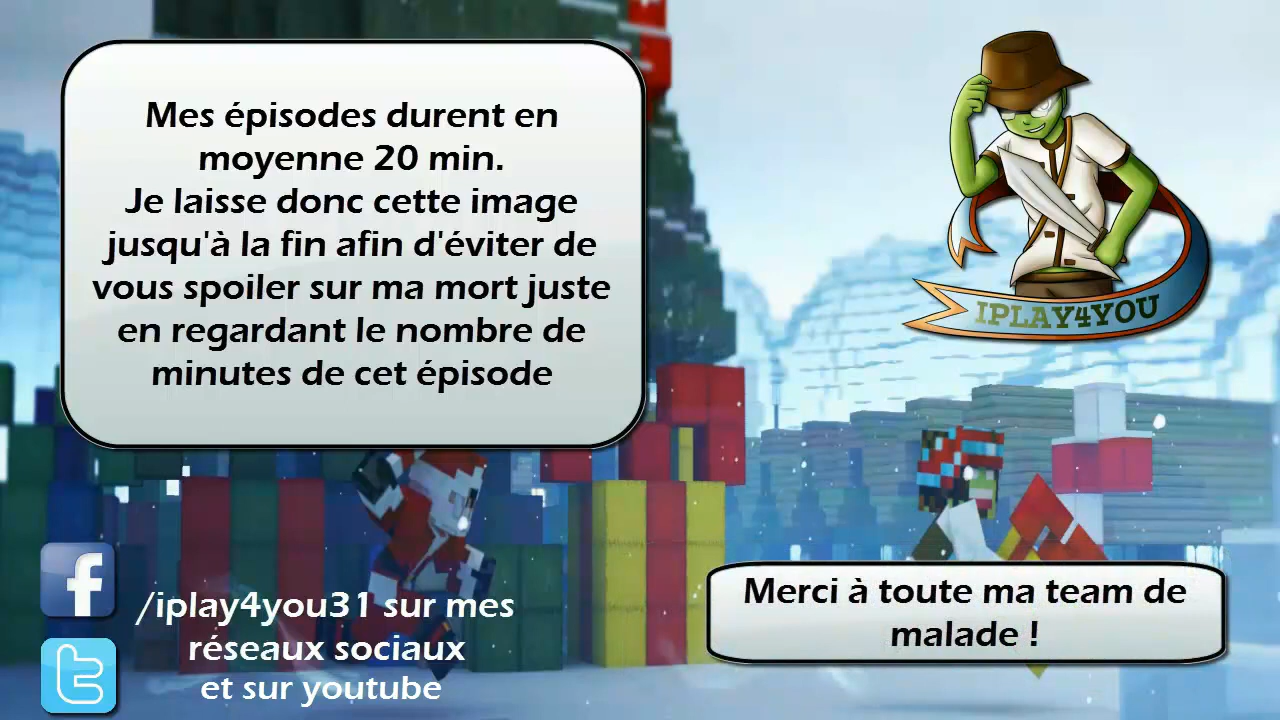 Mes épisodes durent en
moyenne 20 min.
Je laisse donc cette image
jusqu'à la fin afin d'éviter de
vous spoiler sur ma mort juste
en regardant le nombre de
minutes de cet épisode
IPLAY4YOU
/iplay4you31 sur mes
réseaux sociaux
et sur youtube
Merci à toute ma team de
malade !